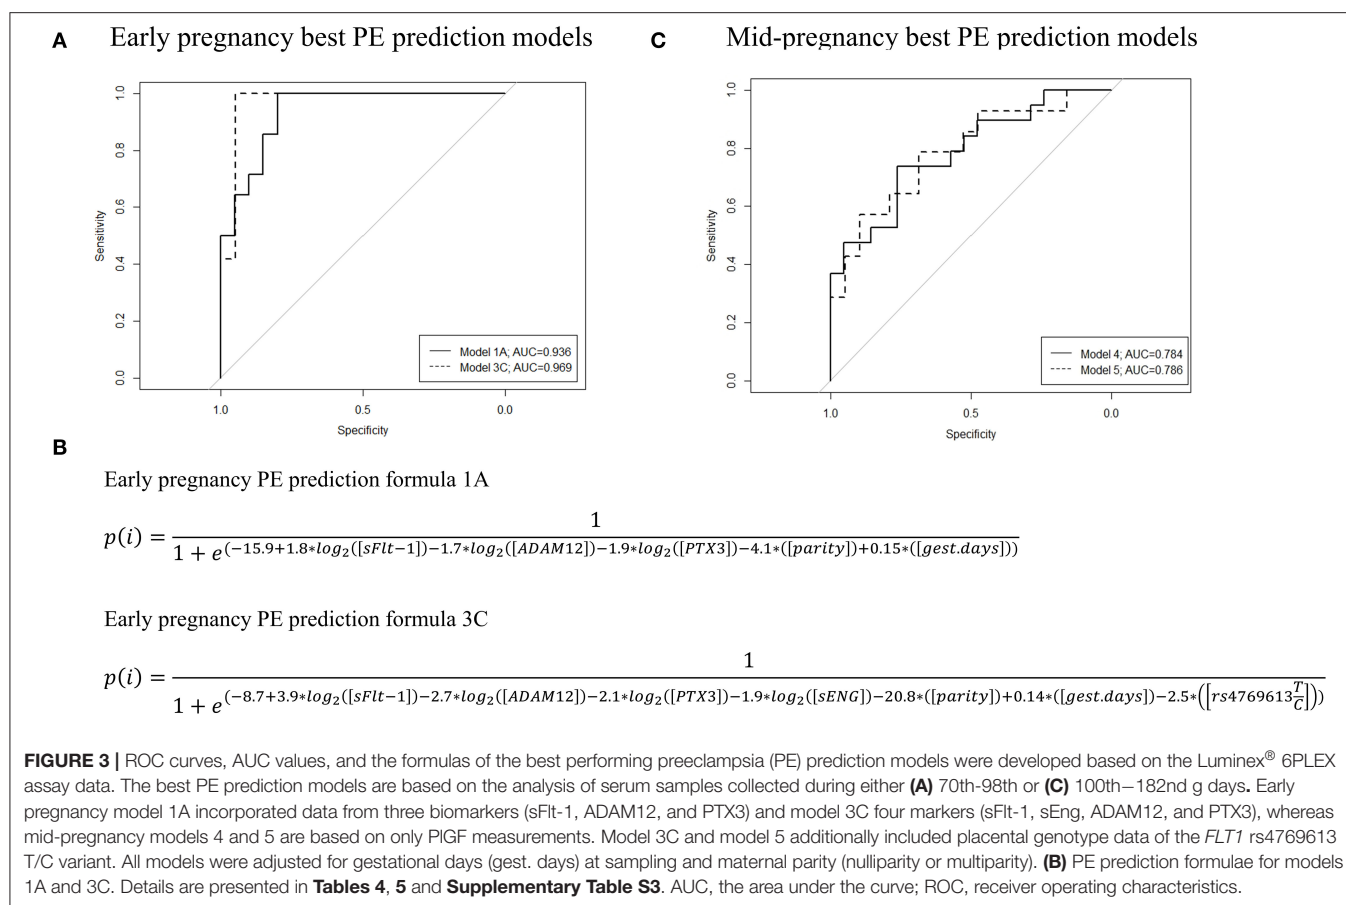 A Early pregnancy best PE prediction models
1.0
0.8
0.6
0.4
0.2
0.0
Sensitivity
Model 1A; AUC=0.936
Model 3C; AUC=0.969
1.0 0.5 0.0
Specificity
C Mid-pregnancy best PE prediction models
1.0
0.8
0.6
0.4
0.2
0.0
Sensitivity
Model 4; AUC=0.784
Model 5; AUC=0.786
1.0 0.5 0.0
Specificity
B
Early pregnancy PE prediction formula 1A
p(i) = 1 / 1 + e^(−15.9+1.8*log₂([sFlt−1])−1.7*log₂([ADAM12])−1.9*log₂([PTX3])−4.1*([parity])+0.15*([gest.days]))
Early pregnancy PE prediction formula 3C
p(i) = 1 / 1 + e^(−8.7+3.9*log₂([sFlt−1])−2.7*log₂([ADAM12])−2.1*log₂([PTX3])−1.9*log₂([sENG])−20.8*([parity])+0.14*([gest.days])−2.5*([rs4769613 T/C]))
FIGURE 3 | ROC curves, AUC values, and the formulas of the best performing preeclampsia (PE) prediction models were developed based on the Luminex® 6PLEX
assay data. The best PE prediction models are based on the analysis of serum samples collected during either (A) 70th-98th or (C) 100th−182nd g days. Early
pregnancy model 1A incorporated data from three biomarkers (sFlt-1, ADAM12, and PTX3) and model 3C four markers (sFlt-1, sEng, ADAM12, and PTX3), whereas
mid-pregnancy models 4 and 5 are based on only PlGF measurements. Model 3C and model 5 additionally included placental genotype data of the FLT1 rs4769613
T/C variant. All models were adjusted for gestational days (gest. days) at sampling and maternal parity (nulliparity or multiparity). (B) PE prediction formulae for models
1A and 3C. Details are presented in Tables 4, 5 and Supplementary Table S3. AUC, the area under the curve; ROC, receiver operating characteristics.